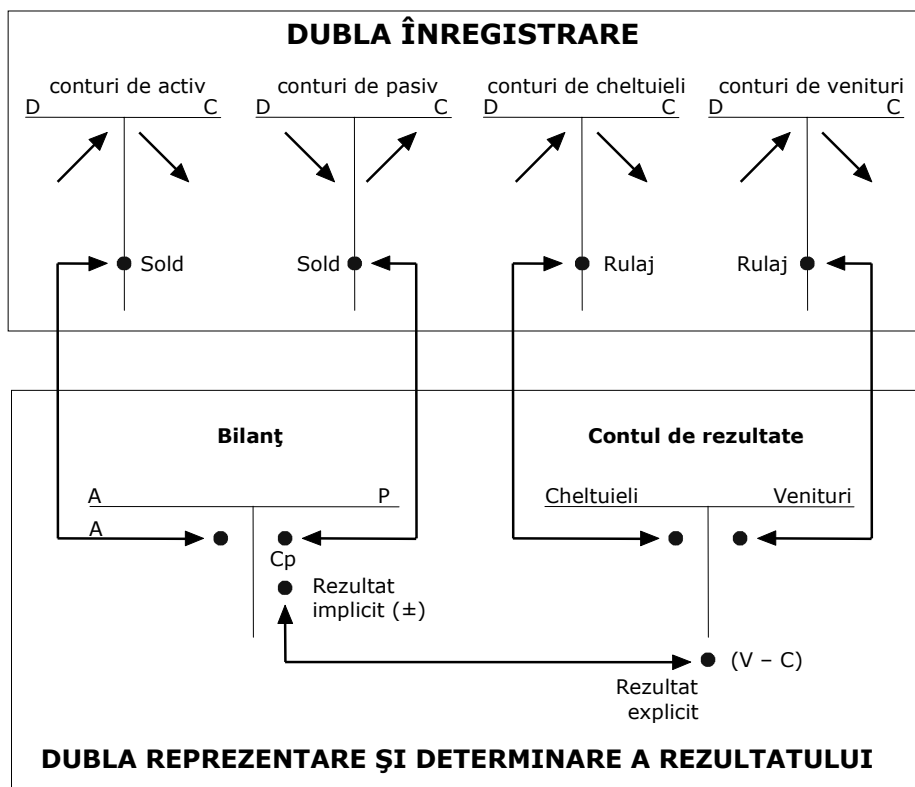 DUBLA ÎNREGISTRARE
conturi de activ conturi de pasiv conturi de cheltuieli conturi de venituri
D C D C D C D C
Sold Sold Rulaj Rulaj
Bilanţ Contul de rezultate
A P Cheltuieli Venituri
A
Cp
Rezultat
implicit (±)
(V – C)
Rezultat
explicit
DUBLA REPREZENTARE ŞI DETERMINARE A REZULTATULUI